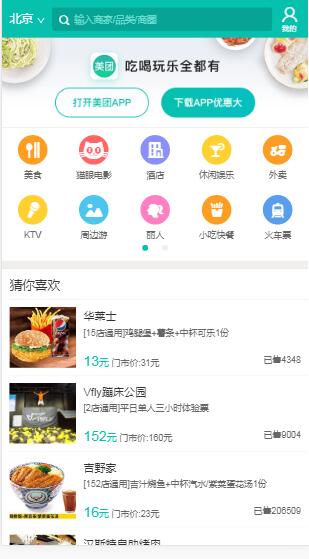 北京
输入商家/品类/商圈
我的
美团
吃喝玩乐全都有
打开美团APP
下载APP优惠大
美食
猫眼电影
酒店
休闲娱乐
外卖
KTV
周边游
丽人
小吃快餐
火车票
猜你喜欢
华莱士
[15店通用]鸡腿堡+薯条+中杯可乐1份
13元 门市价:31元
已售4348
Vfly蹦床公园
[2店通用]平日单人三小时体验票
152元 门市价:160元
已售9004
吉野家
[152店通用]吉汁鸡鱼+中杯汽水/紫菜蛋花汤1份
16元 门市价:23元
已售206509
汉斯特自助烤肉